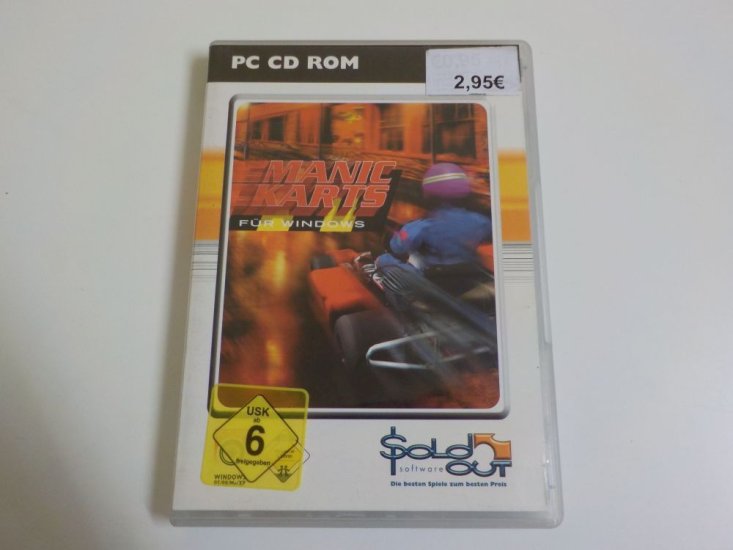 PC CD ROM
2,95€
MANIC
KARTS
FÜR WINDOWS
USK
ab
6
freigegeben
WINDOWS
SOLD
software OUT
Die besten Spiele zum besten Preis